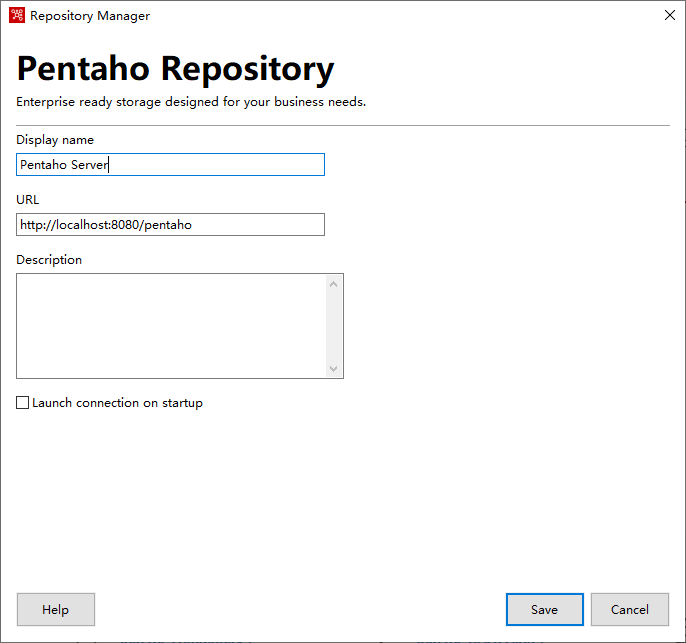 Repository Manager
Pentaho Repository
Enterprise ready storage designed for your business needs.
Display name
Pentaho Server
URL
http://localhost:8080/pentaho
Description
Launch connection on startup
Help Save Cancel